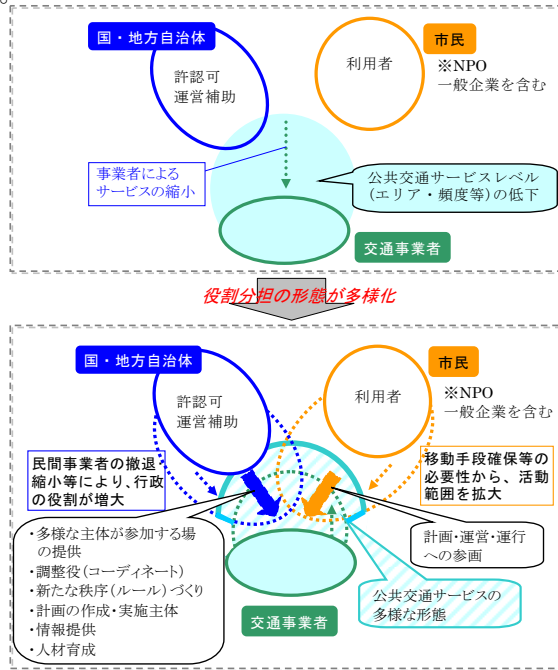 国・地方自治体
市民
許認可
運営補助
利用者
※NPO
一般企業を含む
事業者による
サービスの縮小
公共交通サービスレベル
(エリア・頻度等)の低下
交通事業者
役割分担の形態が多様化
国・地方自治体
市民
許認可
運営補助
利用者
※NPO
一般企業を含む
民間事業者の撤退
縮小等により、行政
の役割が増大
移動手段確保等の
必要性から、活動
範囲を拡大
・多様な主体が参加する場
の提供
・調整役(コーディネート)
・新たな秩序(ルール)づくり
・計画の作成・実施主体
・情報提供
・人材育成
計画・運営・運行
への参画
公共交通サービスの
多様な形態
交通事業者